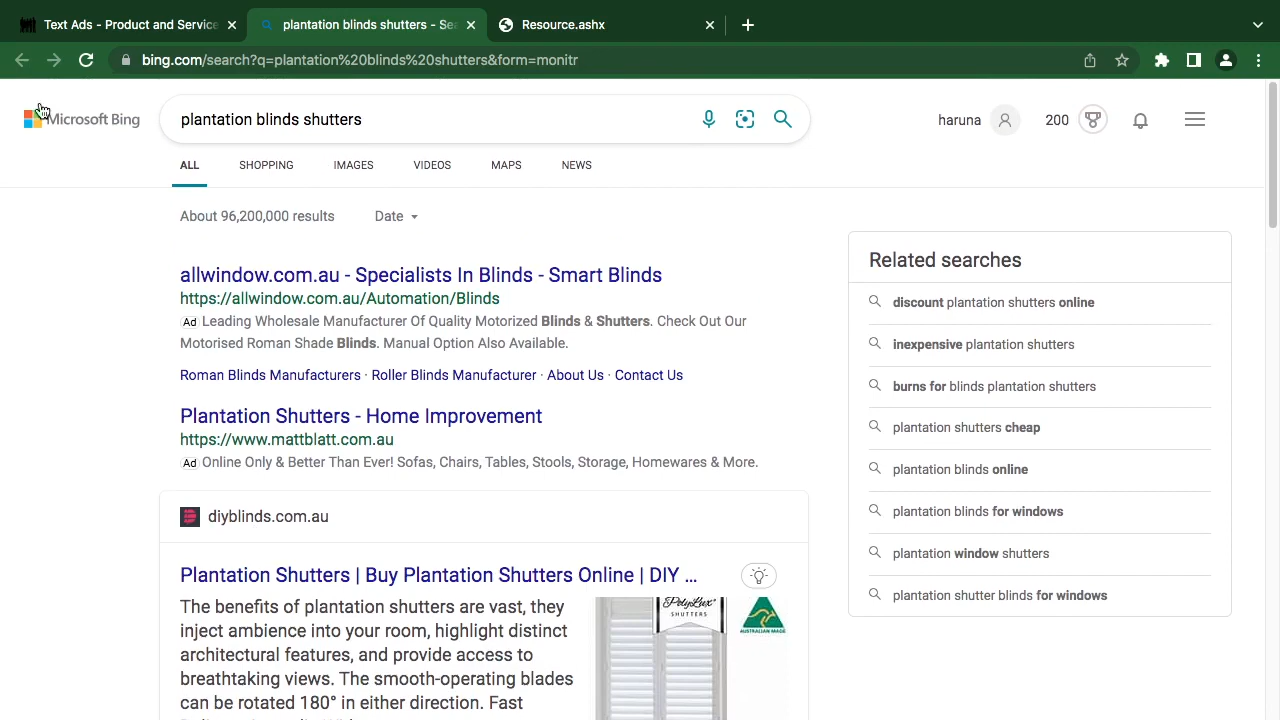 Text Ads - Product and Service
plantation blinds shutters - Sea
Resource.ashx
bing.com/search?q=plantation%20blinds%20shutters&form=monitr
Microsoft Bing
plantation blinds shutters
haruna
200
ALL
SHOPPING
IMAGES
VIDEOS
MAPS
NEWS
About 96,200,000 results
Date
allwindow.com.au - Specialists In Blinds - Smart Blinds
https://allwindow.com.au/Automation/Blinds
Ad Leading Wholesale Manufacturer Of Quality Motorized Blinds & Shutters. Check Out Our
Motorised Roman Shade Blinds. Manual Option Also Available.
Roman Blinds Manufacturers · Roller Blinds Manufacturer · About Us · Contact Us
Plantation Shutters - Home Improvement
https://www.mattblatt.com.au
Ad Online Only & Better Than Ever! Sofas, Chairs, Tables, Stools, Storage, Homewares & More.
diyblinds.com.au
Plantation Shutters | Buy Plantation Shutters Online | DIY ...
The benefits of plantation shutters are vast, they
inject ambience into your room, highlight distinct
architectural features, and provide access to
breathtaking views. The smooth-operating blades
can be rotated 180° in either direction. Fast
PolyLux
SHUTTERS
AUSTRALIAN MADE
Related searches
discount plantation shutters online
inexpensive plantation shutters
burns for blinds plantation shutters
plantation shutters cheap
plantation blinds online
plantation blinds for windows
plantation window shutters
plantation shutter blinds for windows